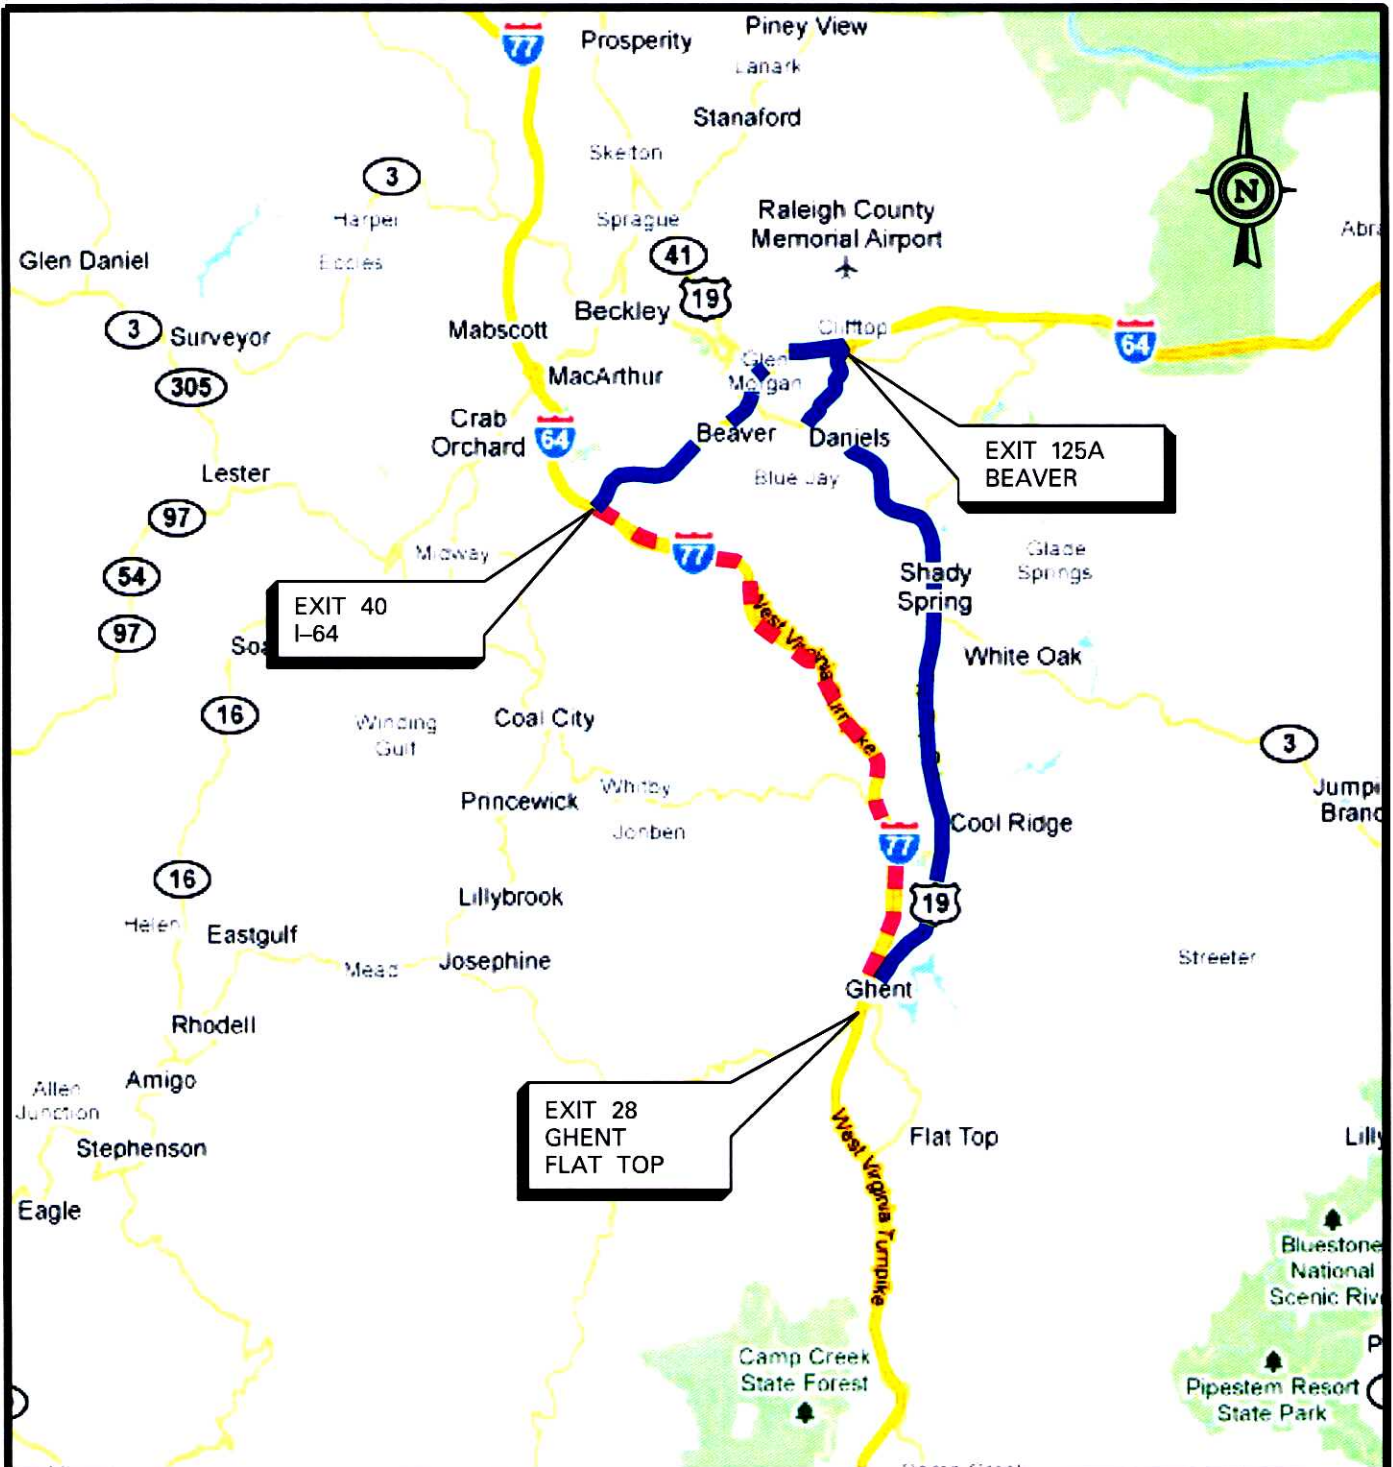 77
Prosperity
Piney View
Lanark
Stanaford
Skelton
3
Harper
Eccles
Sprague
Raleigh County
Memorial Airport
41
19
Glen Daniel
3
Surveyor
305
Beckley
Mabscott
MacArthur
Clifftop
64
Glen
Morgan
Crab
Orchard
64
Beaver
Daniels
Blue Jay
EXIT 125A
BEAVER
Lester
97
54
97
Midway
77
Glade
Springs
Shady
Spring
EXIT 40
I-64
West Virginia
White Oak
16
Winding
Gulf
Coal City
3
Whitby
Princewick
Jonben
77
Cool Ridge
16
Lillybrook
19
Helen
Eastgulf
Mead
Josephine
Streeter
Ghent
Rhodell
Amigo
Allen
Junction
Stephenson
EXIT 28
GHENT
FLAT TOP
Flat Top
West Virginia Turnpike
Eagle
Bluestone
National
Camp Creek
State Forest
Pipestem Resort
State Park
N